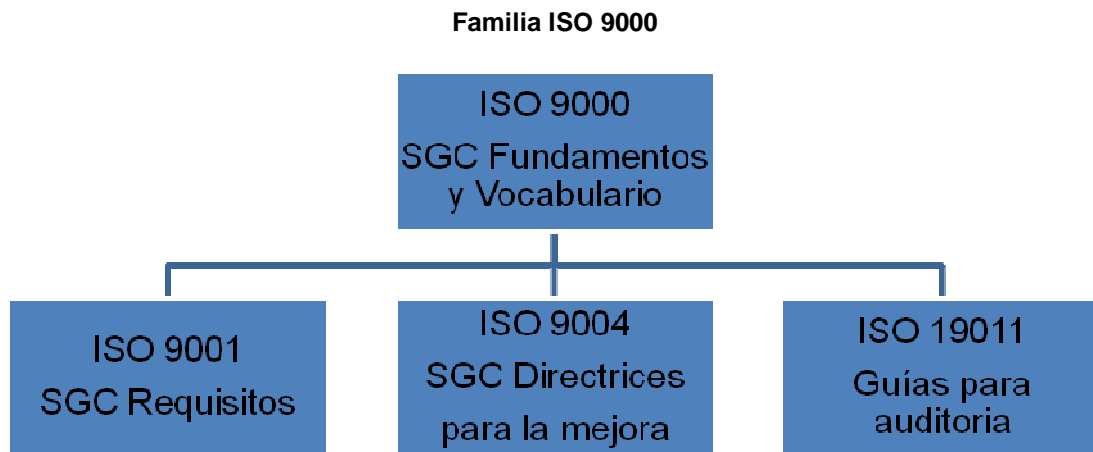 Familia ISO 9000
ISO 9000
SGC Fundamentos
y Vocabulario
ISO 9001
SGC Requisitos
ISO 9004
SGC Directrices
para la mejora
ISO 19011
Guías para
auditoria